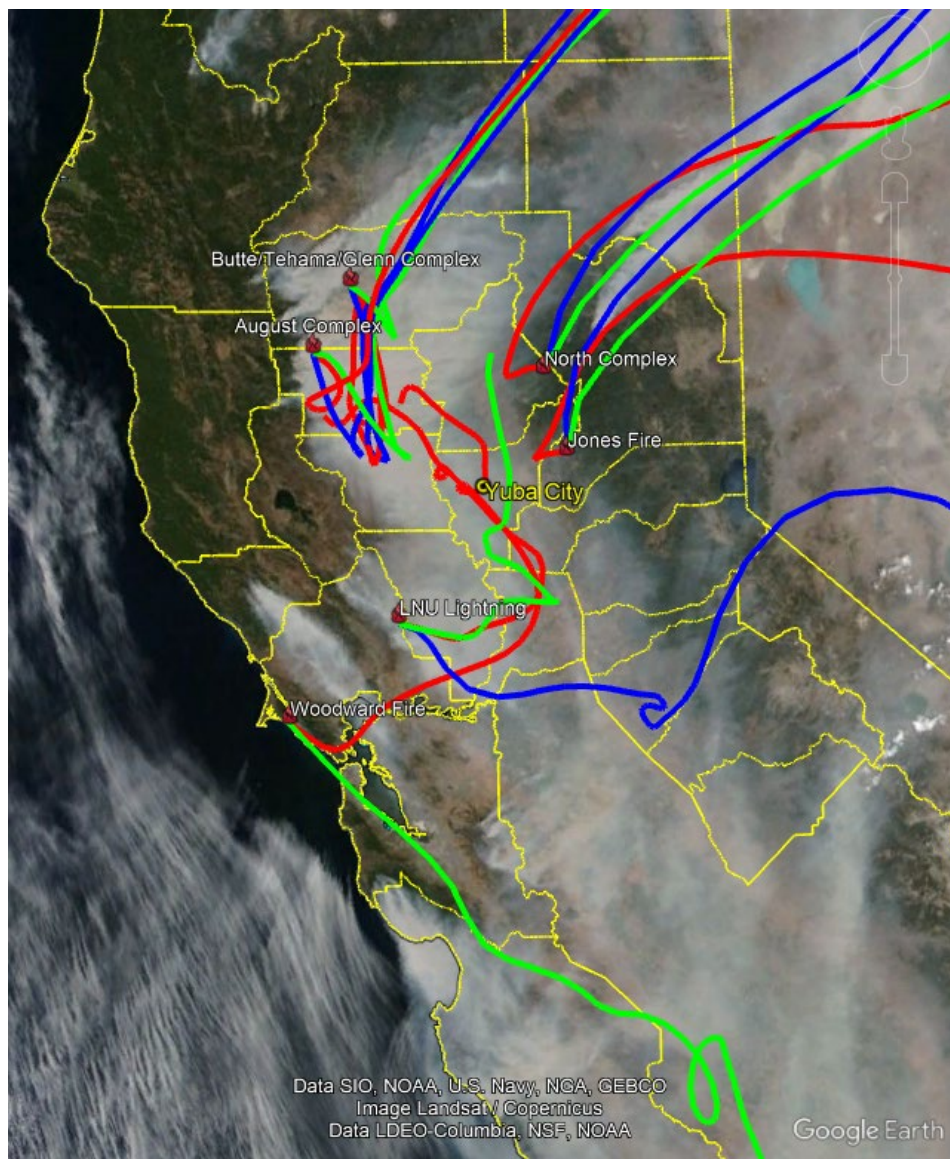 Butte/Tehama/Glenn Complex
August Complex
North Complex
Jones Fire
Yuba City
LNU Lightning
Woodward Fire
Data SIO, NOAA, U.S. Navy, NGA, GEBCO
Image Landsat / Copernicus
Data LDEO-Columbia, NSF, NOAA
Google Earth